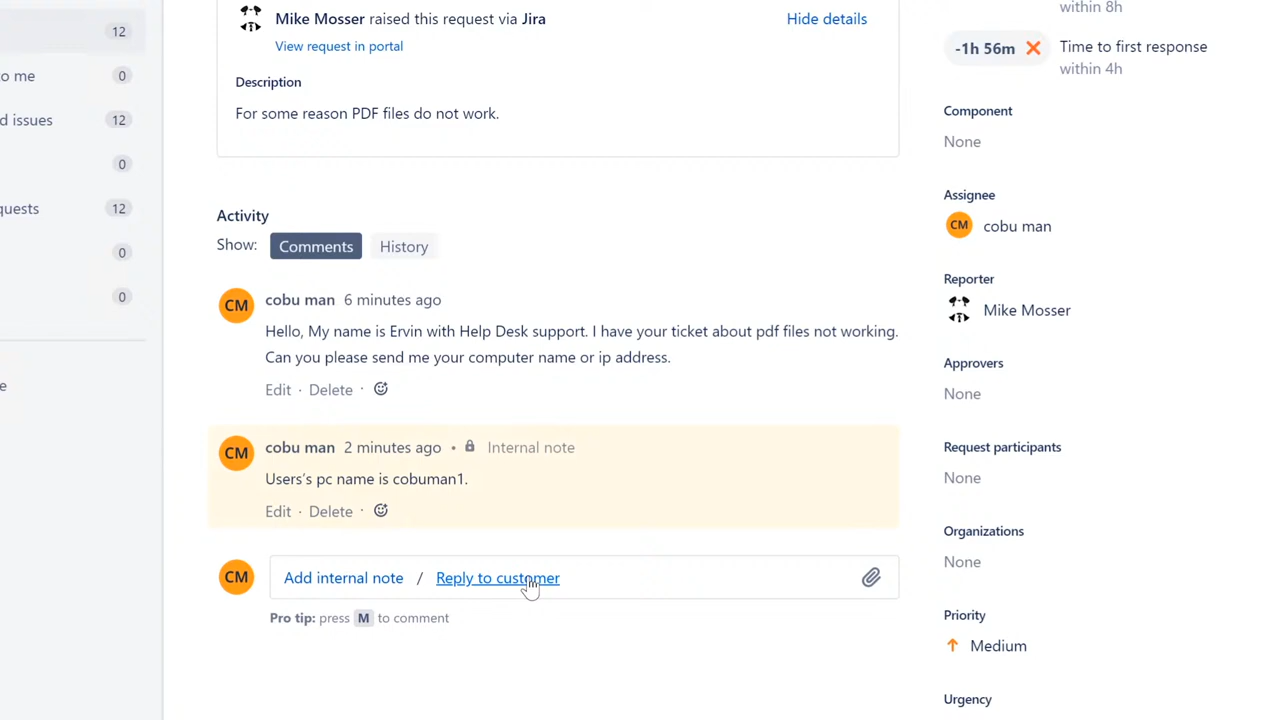 12
to me
0
d issues
12
0
quests
12
0
0
e
Mike Mosser raised this request via Jira
Hide details
View request in portal
Description
For some reason PDF files do not work.
Activity
Show:
Comments
History
CM
cobu man 6 minutes ago
Hello, My name is Ervin with Help Desk support. I have your ticket about pdf files not working.
Can you please send me your computer name or ip address.
Edit · Delete ·
CM
cobu man 2 minutes ago • Internal note
Users's pc name is cobuman1.
Edit · Delete ·
CM
Add internal note / Reply to customer
Pro tip: press M to comment
within 8h
-1h 56m
Time to first response
within 4h
Component
None
Assignee
CM
cobu man
Reporter
Mike Mosser
Approvers
None
Request participants
None
Organizations
None
Priority
Medium
Urgency